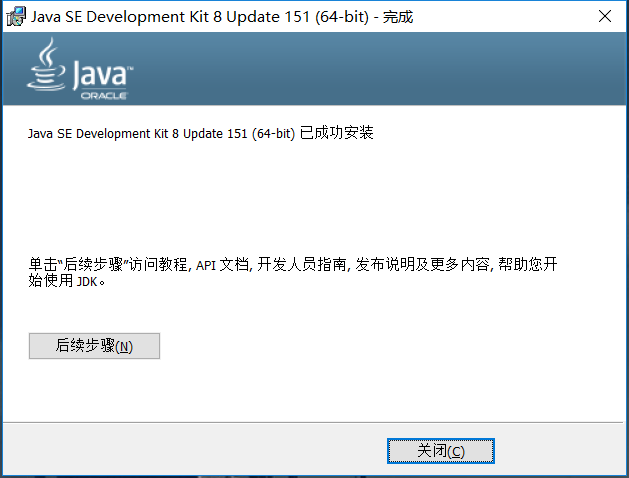 Java SE Development Kit 8 Update 151 (64-bit) - 完成
Java™
ORACLE
Java SE Development Kit 8 Update 151 (64-bit) 已成功安装
单击“后续步骤”访问教程, API 文档, 开发人员指南, 发布说明及更多内容, 帮助您开
始使用 JDK。
后续步骤(N)
关闭(C)